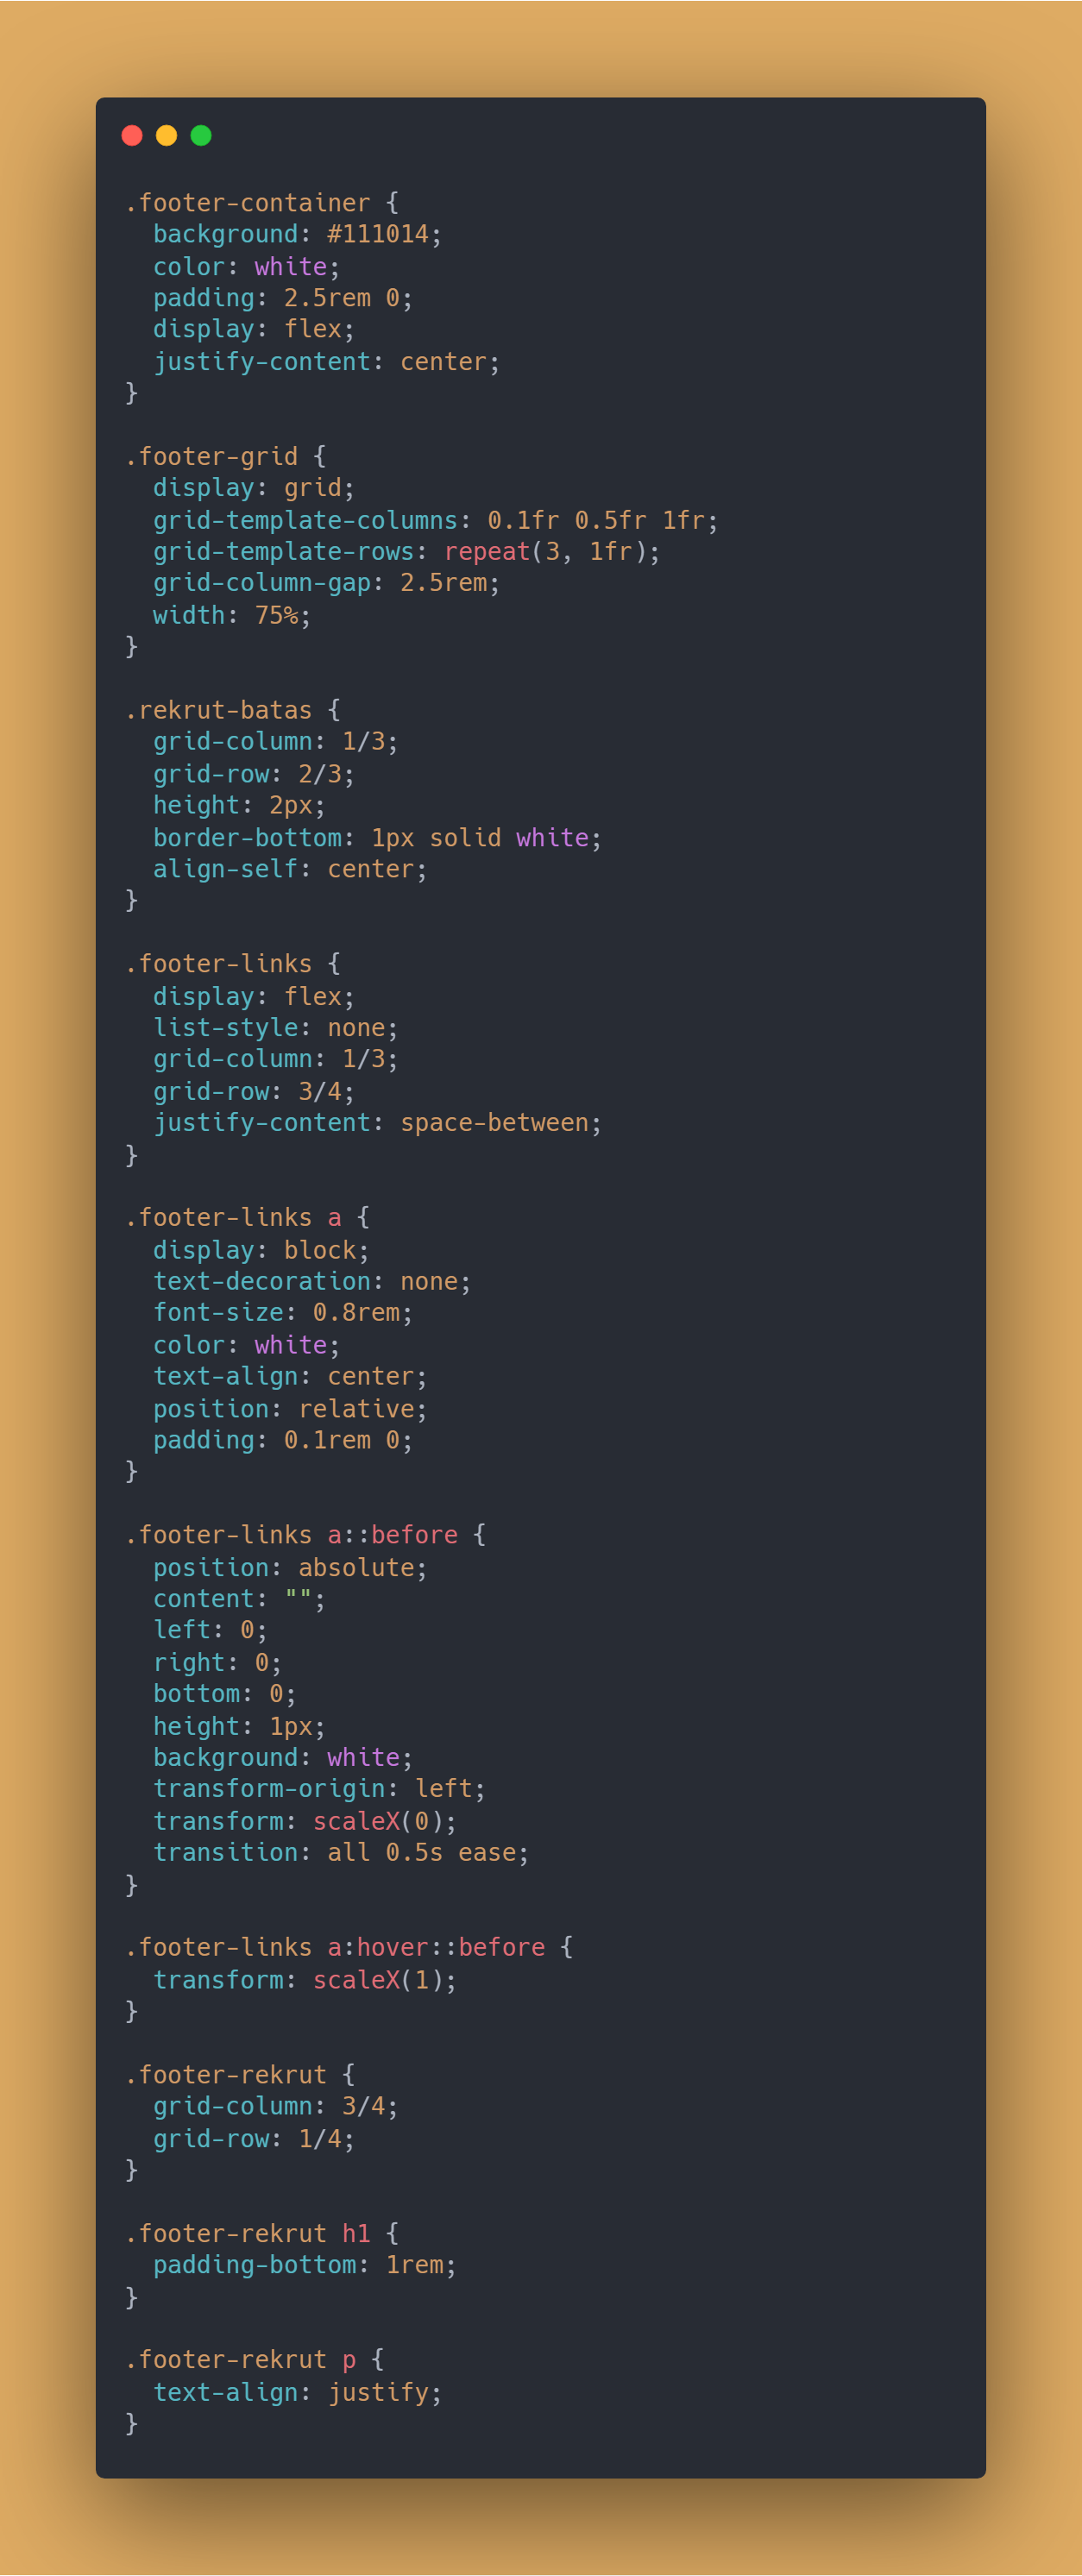 .footer-container {
  background: #111014;
  color: white;
  padding: 2.5rem 0;
  display: flex;
  justify-content: center;
}

.footer-grid {
  display: grid;
  grid-template-columns: 0.1fr 0.5fr 1fr;
  grid-template-rows: repeat(3, 1fr);
  grid-column-gap: 2.5rem;
  width: 75%;
}

.rekrut-batas {
  grid-column: 1/3;
  grid-row: 2/3;
  height: 2px;
  border-bottom: 1px solid white;
  align-self: center;
}

.footer-links {
  display: flex;
  list-style: none;
  grid-column: 1/3;
  grid-row: 3/4;
  justify-content: space-between;
}

.footer-links a {
  display: block;
  text-decoration: none;
  font-size: 0.8rem;
  color: white;
  text-align: center;
  position: relative;
  padding: 0.1rem 0;
}

.footer-links a::before {
  position: absolute;
  content: "";
  left: 0;
  right: 0;
  bottom: 0;
  height: 1px;
  background: white;
  transform-origin: left;
  transform: scaleX(0);
  transition: all 0.5s ease;
}

.footer-links a:hover::before {
  transform: scaleX(1);
}

.footer-rekrut {
  grid-column: 3/4;
  grid-row: 1/4;
}

.footer-rekrut h1 {
  padding-bottom: 1rem;
}

.footer-rekrut p {
  text-align: justify;
}